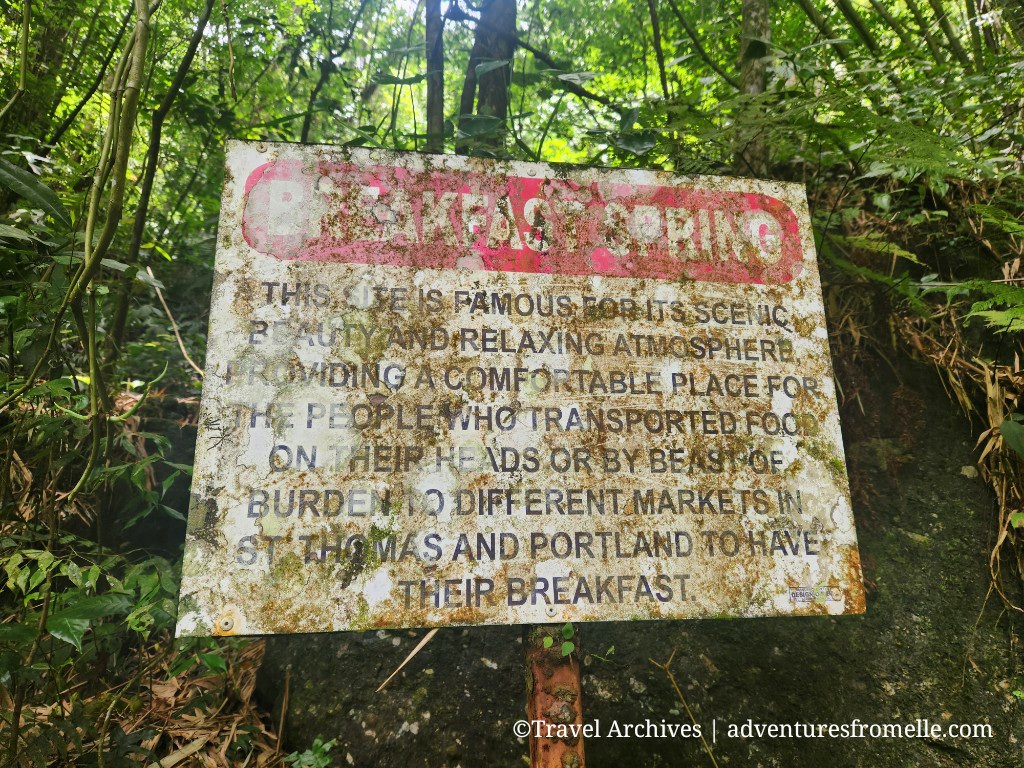 BREAKFAST SPRING
THIS SITE IS FAMOUS FOR ITS SCENIC
BEAUTY AND RELAXING ATMOSPHERE
PROVIDING A COMFORTABLE PLACE FOR
THE PEOPLE WHO TRANSPORTED FOOD
ON THEIR HEADS OR BY BEAST OF
BURDEN TO DIFFERENT MARKETS IN
ST. THOMAS AND PORTLAND TO HAVE
THEIR BREAKFAST.
©Travel Archives | adventuresfromelle.com